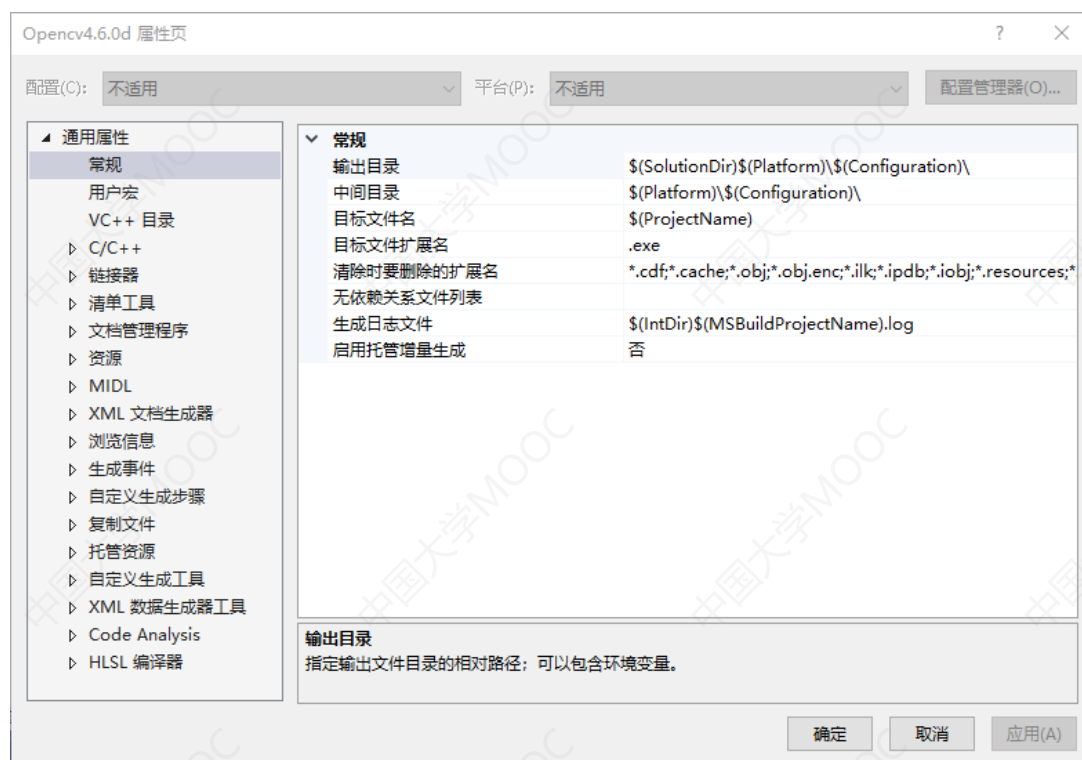 Opencv4.6.0d 属性页
配置(C): 不适用 平台(P): 不适用 配置管理器(O)...
通用属性
常规
用户宏
VC++ 目录
C/C++
链接器
清单工具
文档管理程序
资源
MIDL
XML 文档生成器
浏览信息
生成事件
自定义生成步骤
复制文件
托管资源
自定义生成工具
XML 数据生成器工具
Code Analysis
HLSL 编译器
常规
输出目录 $(SolutionDir)$(Platform)\$(Configuration)\
中间目录 $(Platform)\$(Configuration)\
目标文件名 $(ProjectName)
目标文件扩展名 .exe
清除时要删除的扩展名 *.cdf;*.cache;*.obj;*.obj.enc;*.ilk;*.ipdb;*.iobj;*.resources;*.
无依赖关系文件列表
生成日志文件 $(IntDir)$(MSBuildProjectName).log
启用托管增量生成 否
输出目录
指定输出文件目录的相对路径；可以包含环境变量。
确定 取消 应用(A)
中国大学MOOC